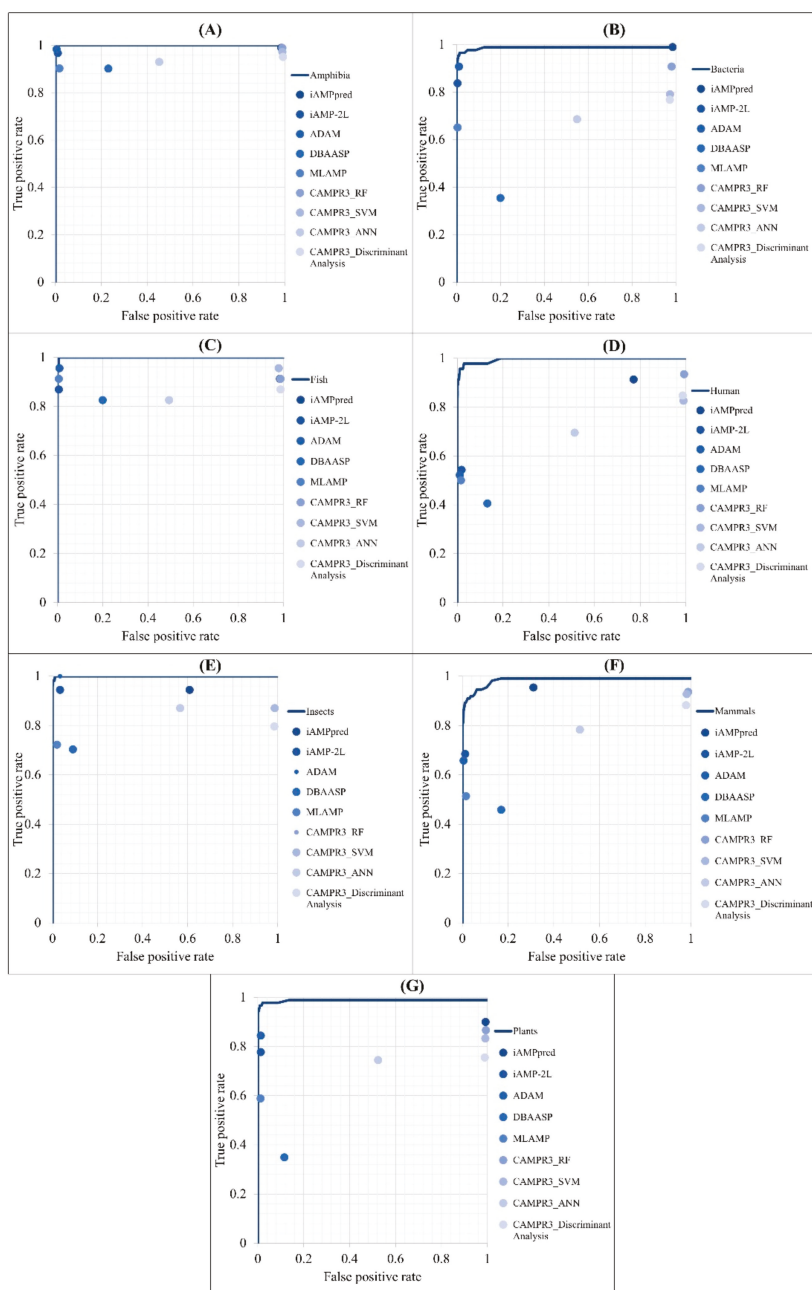 (A)
True positive rate
1
0.8
0.6
0.4
0.2
0
0
0.2
0.4
0.6
0.8
1
False positive rate
Amphibia
iAMPpred
iAMP-2L
ADAM
DBAASP
MLAMP
CAMPR3_RF
CAMPR3_SVM
CAMPR3_ANN
CAMPR3_Discriminant
Analysis
(B)
True positive rate
1
0.8
0.6
0.4
0.2
0
0
0.2
0.4
0.6
0.8
1
False positive rate
Bacteria
iAMPpred
iAMP-2L
ADAM
DBAASP
MLAMP
CAMPR3_RF
CAMPR3_SVM
CAMPR3_ANN
CAMPR3_Discriminant
Analysis
(C)
True positive rate
1
0.8
0.6
0.4
0.2
0
0
0.2
0.4
0.6
0.8
1
False positive rate
Fish
iAMPpred
iAMP-2L
ADAM
DBAASP
MLAMP
CAMPR3_RF
CAMPR3_SVM
CAMPR3_ANN
CAMPR3_Discriminant
Analysis
(D)
True positive rate
1
0.8
0.6
0.4
0.2
0
0
0.2
0.4
0.6
0.8
1
False positive rate
Human
iAMPpred
iAMP-2L
ADAM
DBAASP
MLAMP
CAMPR3_RF
CAMPR3_SVM
CAMPR3_ANN
CAMPR3_Discriminant
Analysis
(E)
True positive rate
1
0.8
0.6
0.4
0.2
0
0
0.2
0.4
0.6
0.8
1
False positive rate
Insects
iAMPpred
iAMP-2L
ADAM
DBAASP
MLAMP
CAMPR3_RF
CAMPR3_SVM
CAMPR3_ANN
CAMPR3_Discriminant
Analysis
(F)
True positive rate
1
0.8
0.6
0.4
0.2
0
0
0.2
0.4
0.6
0.8
1
False positive rate
Mammals
iAMPpred
iAMP-2L
ADAM
DBAASP
MLAMP
CAMPR3_RF
CAMPR3_SVM
CAMPR3_ANN
CAMPR3_Discriminant
Analysis
(G)
True positive rate
1
0.8
0.6
0.4
0.2
0
0
0.2
0.4
0.6
0.8
1
False positive rate
Plants
iAMPpred
iAMP-2L
ADAM
DBAASP
MLAMP
CAMPR3_RF
CAMPR3_SVM
CAMPR3_ANN
CAMPR3_Discriminant
Analysis